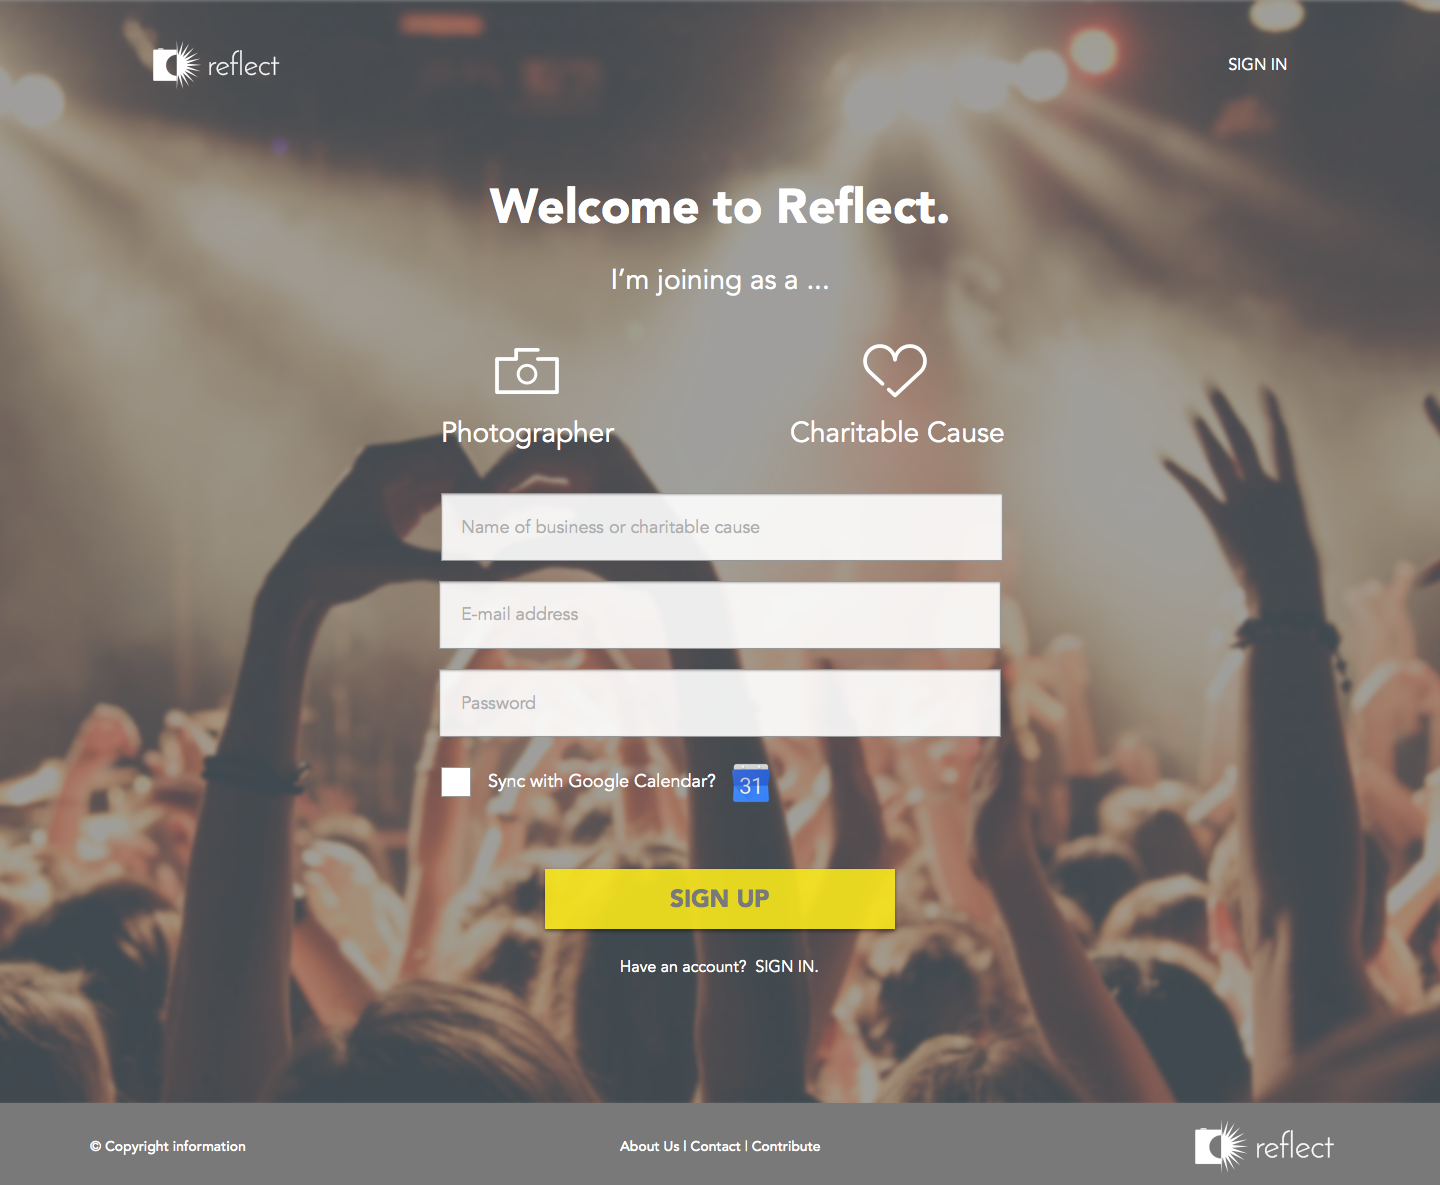 reflect
SIGN IN
Welcome to Reflect.
I'm joining as a ...
Photographer
Charitable Cause
Name of business or charitable cause
E-mail address
Password
Sync with Google Calendar?
31
SIGN UP
Have an account? SIGN IN.
© Copyright information
About Us | Contact | Contribute
reflect